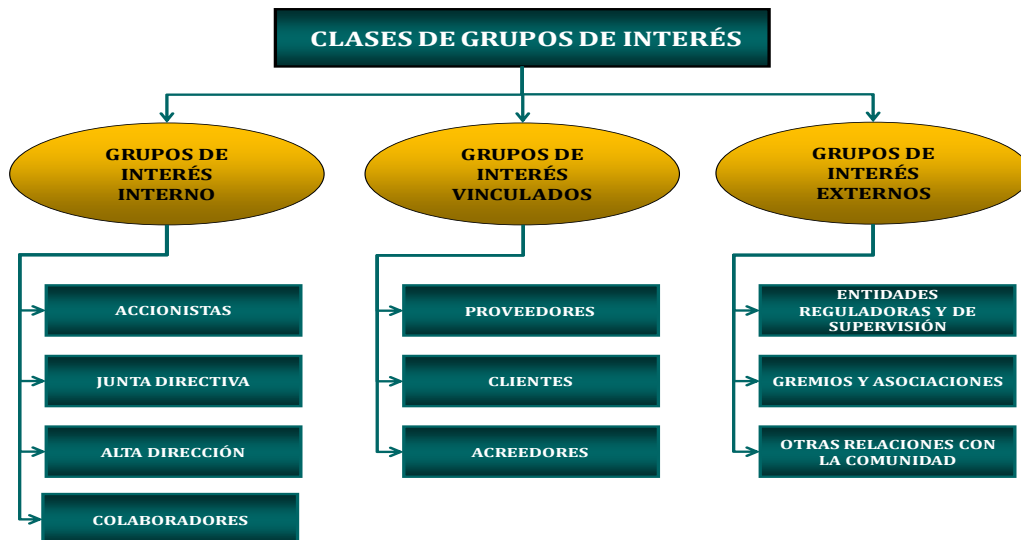 CLASES DE GRUPOS DE INTERÉS
GRUPOS DE
INTERÉS
INTERNO
ACCIONISTAS
JUNTA DIRECTIVA
ALTA DIRECCIÓN
COLABORADORES
GRUPOS DE
INTERÉS
VINCULADOS
PROVEEDORES
CLIENTES
ACREEDORES
GRUPOS DE
INTERÉS
EXTERNOS
ENTIDADES
REGULADORAS Y DE
SUPERVISIÓN
GREMIOS Y ASOCIACIONES
OTRAS RELACIONES CON
LA COMUNIDAD